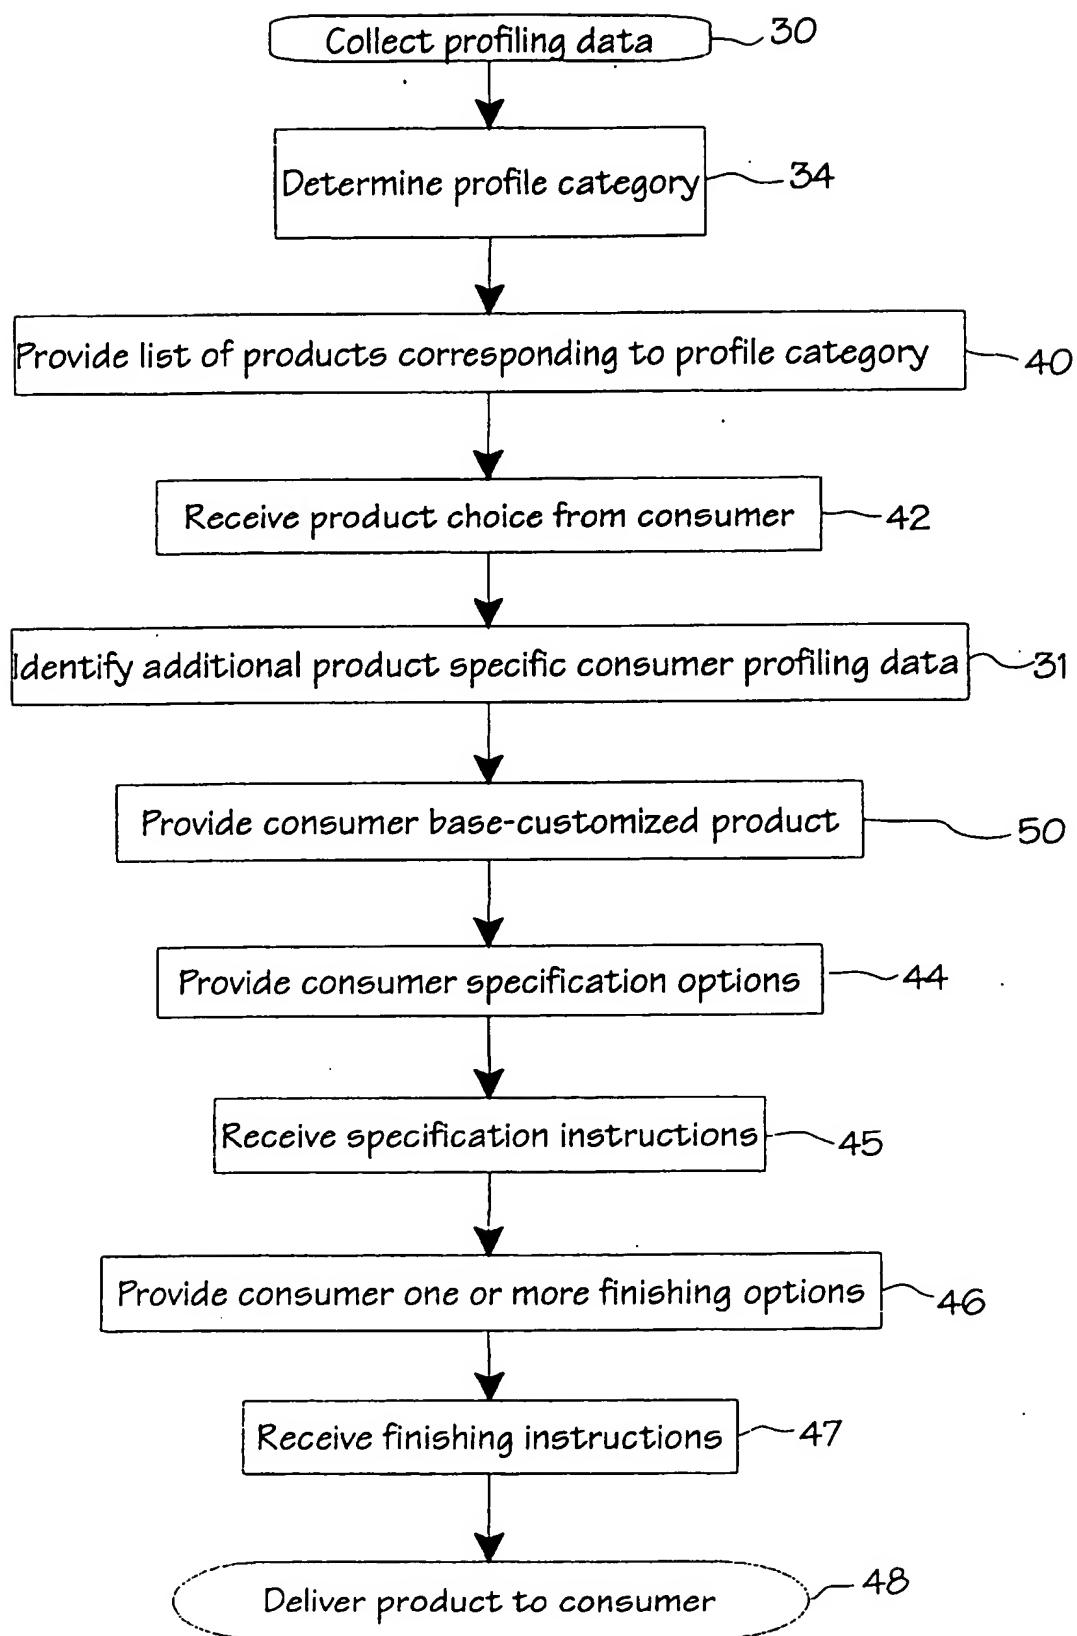 Collect profiling data 30
Determine profile category 34
Provide list of products corresponding to profile category 40
Receive product choice from consumer 42
Identify additional product specific consumer profiling data 31
Provide consumer base-customized product 50
Provide consumer specification options 44
Receive specification instructions 45
Provide consumer one or more finishing options 46
Receive finishing instructions 47
Deliver product to consumer 48